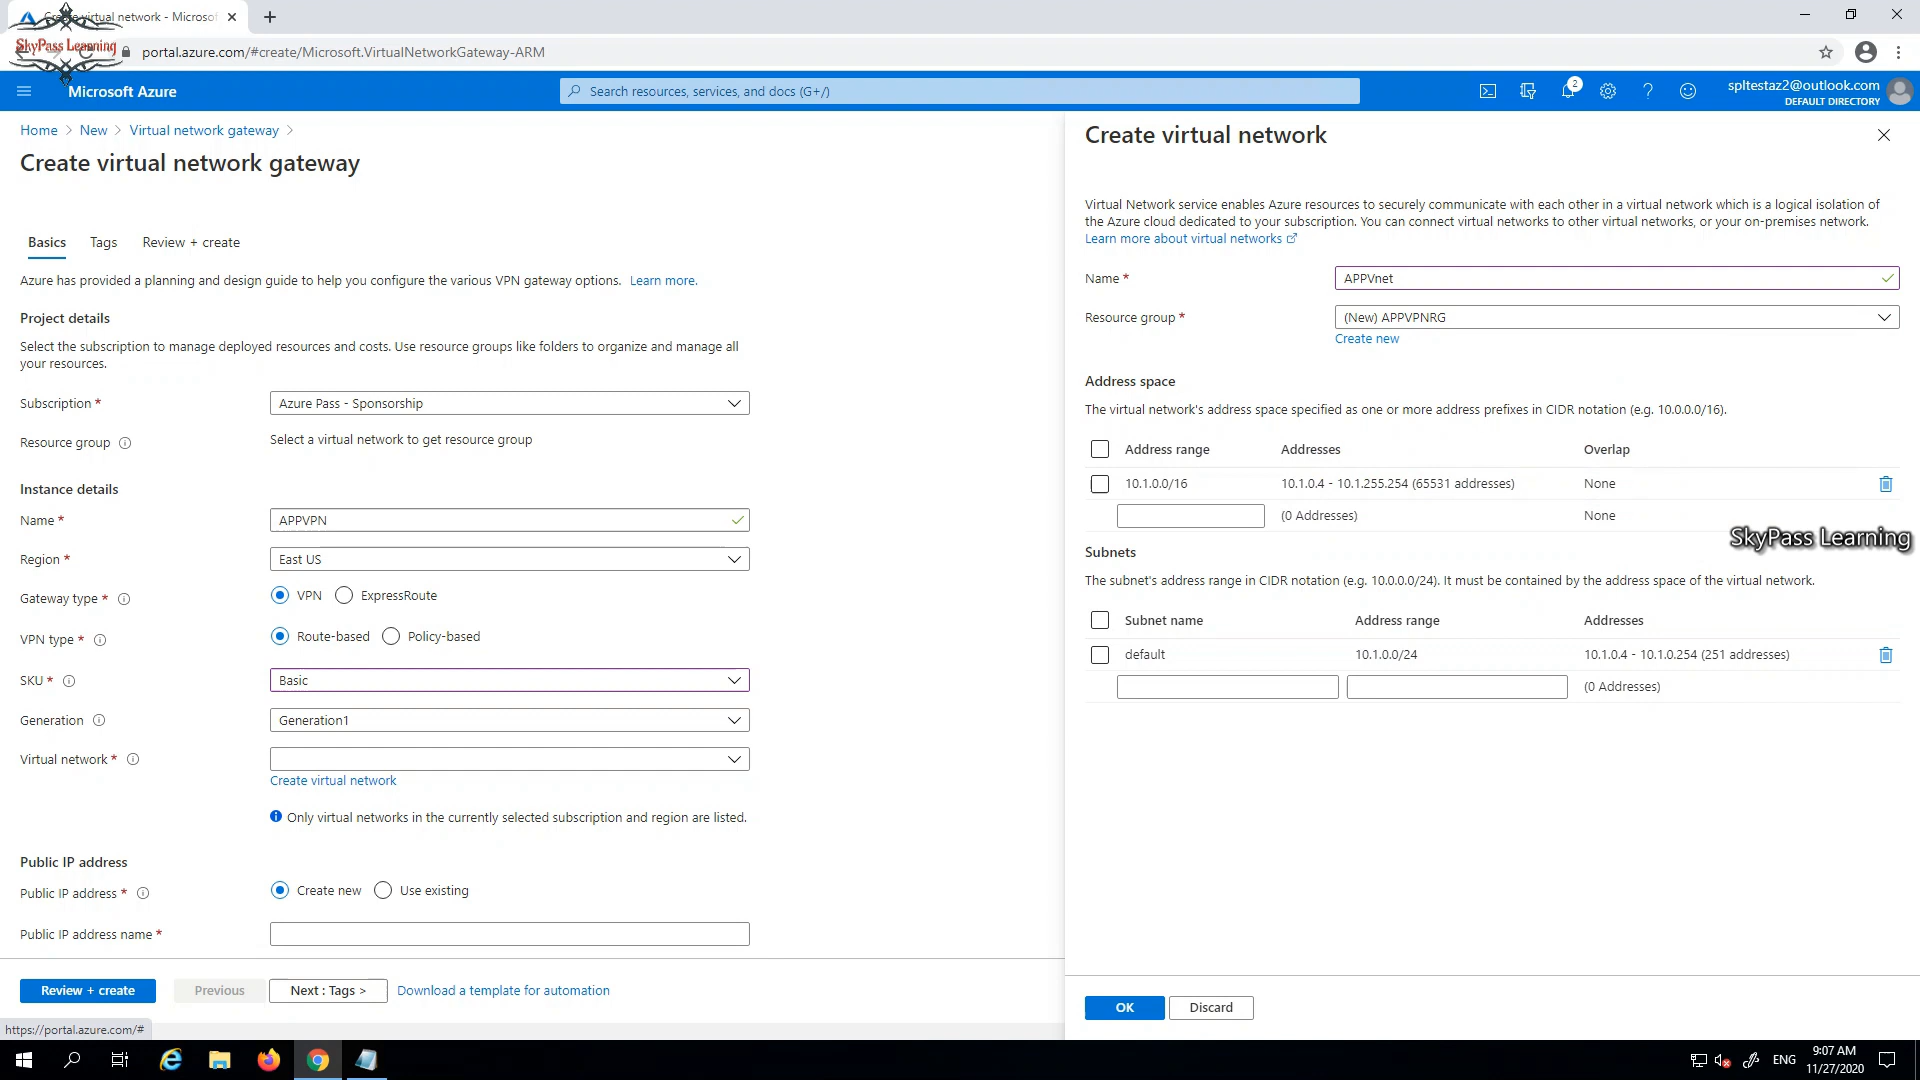 Create virtual network - Microsof
SkyPass Learning
portal.azure.com/#create/Microsoft.VirtualNetworkGateway-ARM
Microsoft Azure
Search resources, services, and docs (G+/)
2
spltestaz2@outlook.com
DEFAULT DIRECTORY
Home > New > Virtual network gateway >
Create virtual network gateway
Basics Tags Review + create
Azure has provided a planning and design guide to help you configure the various VPN gateway options. Learn more.
Project details
Select the subscription to manage deployed resources and costs. Use resource groups like folders to organize and manage all
your resources.
Subscription *
Azure Pass - Sponsorship
Resource group
Select a virtual network to get resource group
Instance details
Name *
APPVPN
Region *
East US
Gateway type *
VPN ExpressRoute
VPN type *
Route-based Policy-based
SKU *
Basic
Generation
Generation1
Virtual network *
Create virtual network
Only virtual networks in the currently selected subscription and region are listed.
Public IP address
Public IP address *
Create new Use existing
Public IP address name *
Review + create Previous Next : Tags > Download a template for automation
https://portal.azure.com/#
Create virtual network
Virtual Network service enables Azure resources to securely communicate with each other in a virtual network which is a logical isolation of
the Azure cloud dedicated to your subscription. You can connect virtual networks to other virtual networks, or your on-premises network.
Learn more about virtual networks
Name *
APPVnet
Resource group *
(New) APPVPNRG
Create new
Address space
The virtual network's address space specified as one or more address prefixes in CIDR notation (e.g. 10.0.0.0/16).
Address range Addresses Overlap
10.1.0.0/16 10.1.0.4 - 10.1.255.254 (65531 addresses) None
(0 Addresses) None
SkyPass Learning
Subnets
The subnet's address range in CIDR notation (e.g. 10.0.0.0/24). It must be contained by the address space of the virtual network.
Subnet name Address range Addresses
default 10.1.0.0/24 10.1.0.4 - 10.1.0.254 (251 addresses)
(0 Addresses)
OK Discard
ENG
9:07 AM
11/27/2020